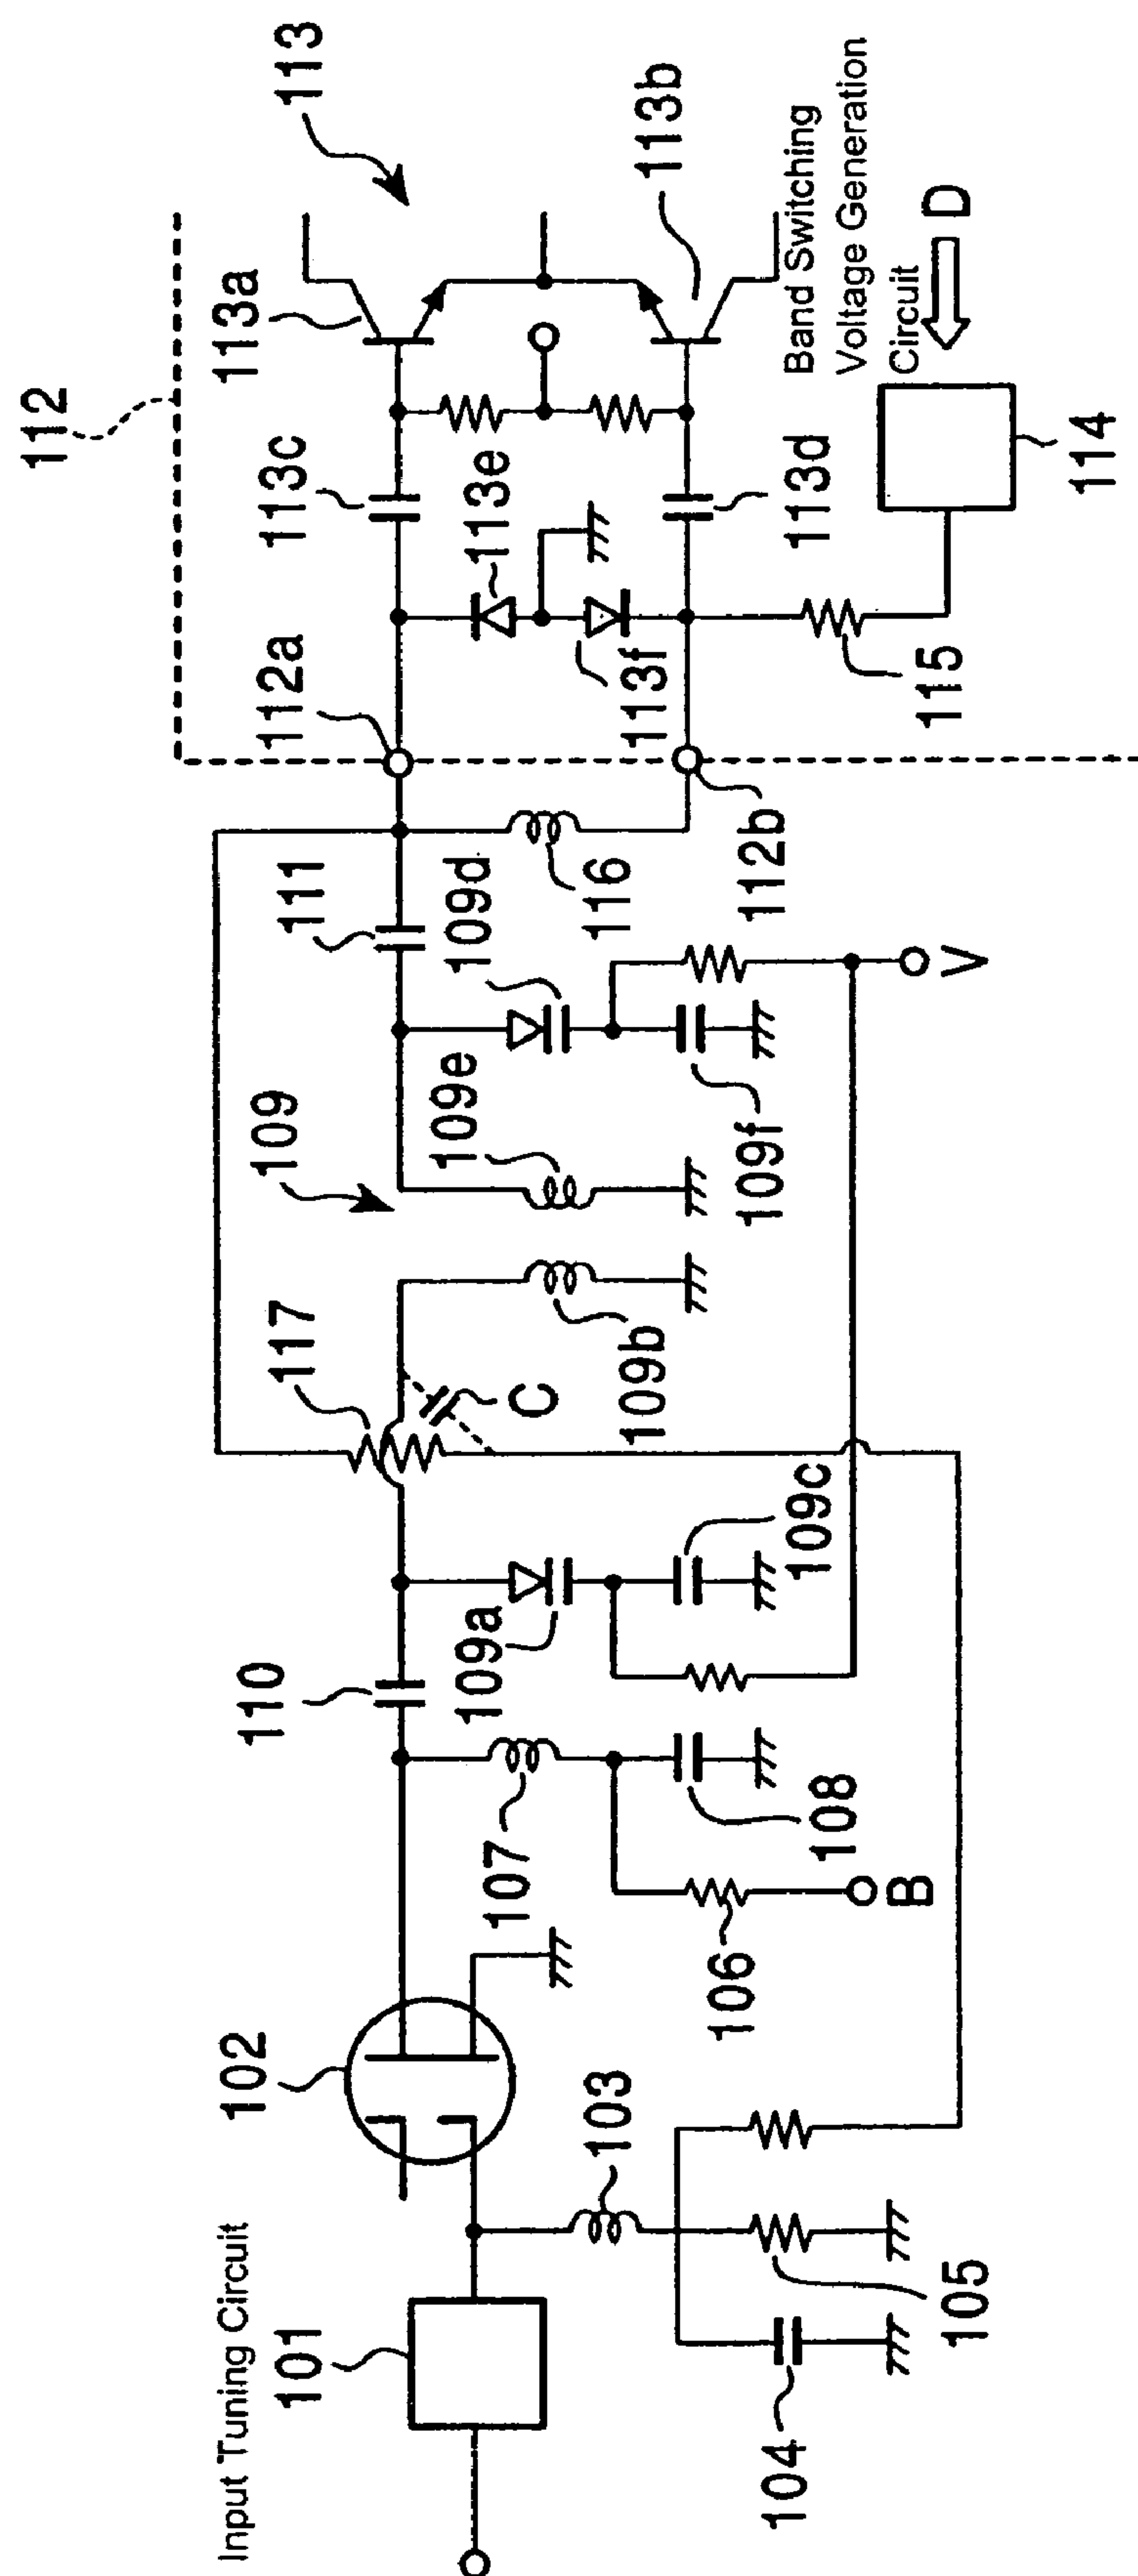 112
113
113a
113b
113c
113d
113e
113f
Band Switching
Voltage Generation
Circuit
D
114
115
112a
112b
116
111
109d
109e
109
109f
V
117
C
109b
109c
109a
110
107
108
106
B
102
103
Input Tuning Circuit
101
104
105